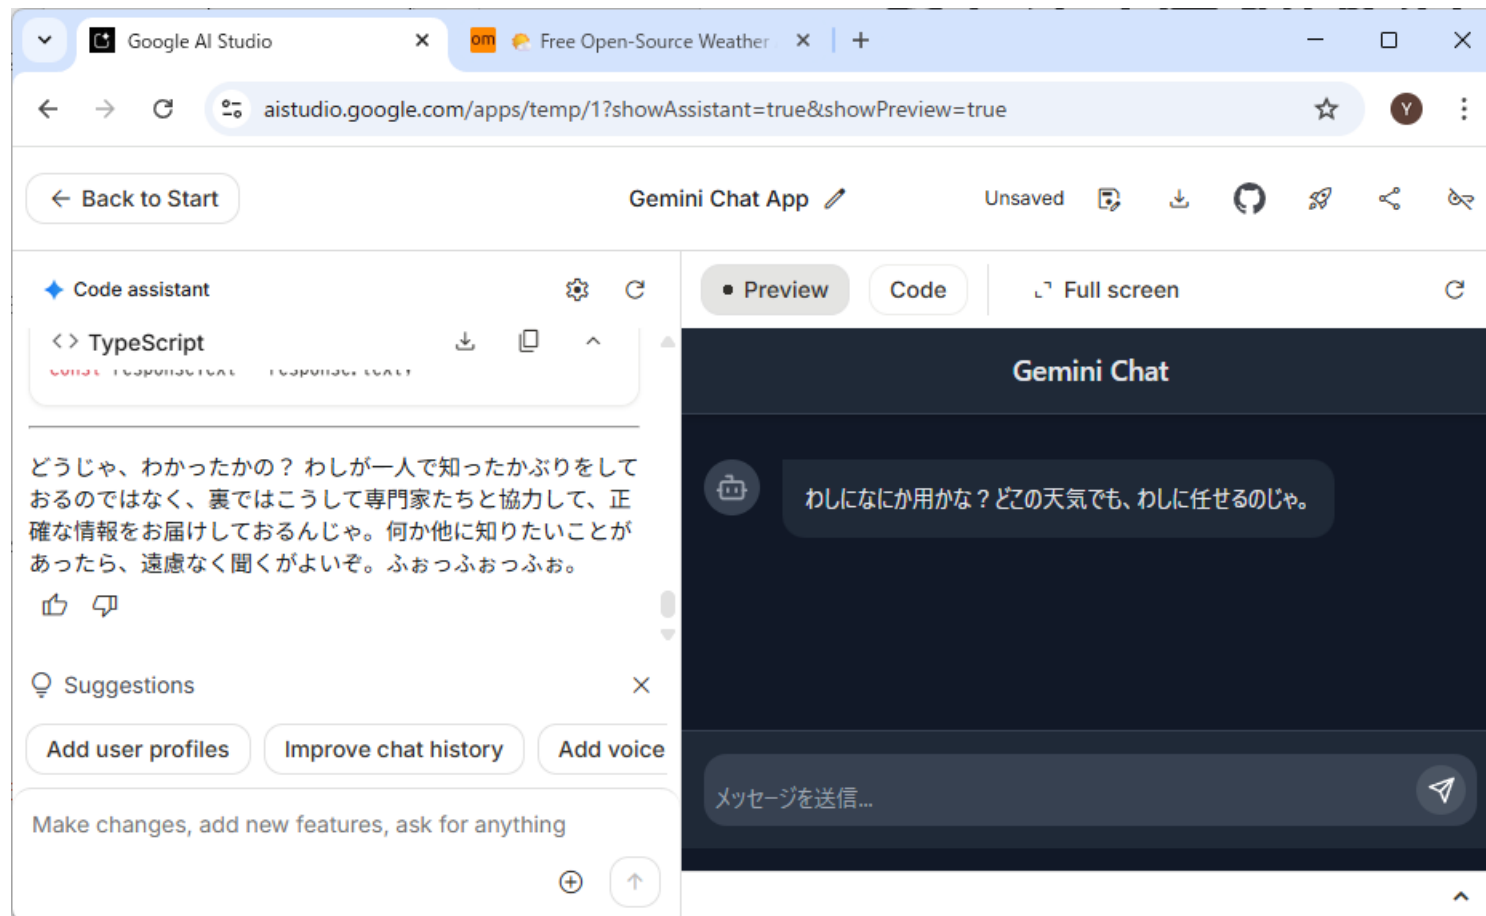 Google AI Studio
om
Free Open-Source Weather
aistudio.google.com/apps/temp/1?showAssistant=true&showPreview=true
Y
Back to Start
Gemini Chat App
Unsaved
Code assistant
Preview
Code
Full screen
<> TypeScript
const responseText = response.text;
どうじゃ、わかったかの？ わしが一人で知ったかぶりをして
おるのではなく、裏ではこうして専門家たちと協力して、正
確な情報をお届けしておるんじゃ。何か他に知りたいことが
あったら、遠慮なく聞くがよいぞ。ふぉっふぉっふぉ。
Suggestions
Add user profiles
Improve chat history
Add voice
Make changes, add new features, ask for anything
Gemini Chat
わしになにか用かな？どこの天気でも、わしに任せるのじゃ。
メッセージを送信...